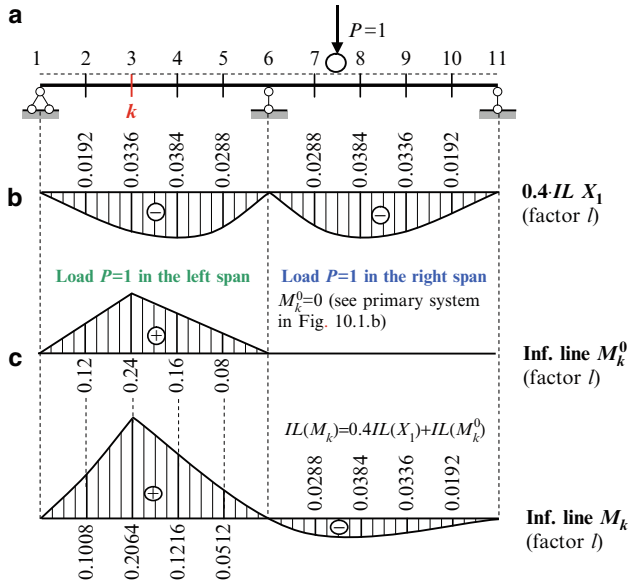 a
P=1
1 2 3 4 5 6 7 8 9 10 11
k
0.0192 0.0336 0.0384 0.0288 0.0288 0.0384 0.0336 0.0192
b
− −
0.4·IL X1
(factor l)
Load P=1 in the left span
Load P=1 in the right span
M⁰k=0 (see primary system
in Fig. 10.1.b)
+
c
Inf. line M⁰k
(factor l)
0.12 0.24 0.16 0.08
IL(Mk)=0.4IL(X1)+IL(M⁰k)
0.0288 0.0384 0.0336 0.0192
+ −
Inf. line Mk
(factor l)
0.1008 0.2064 0.1216 0.0512